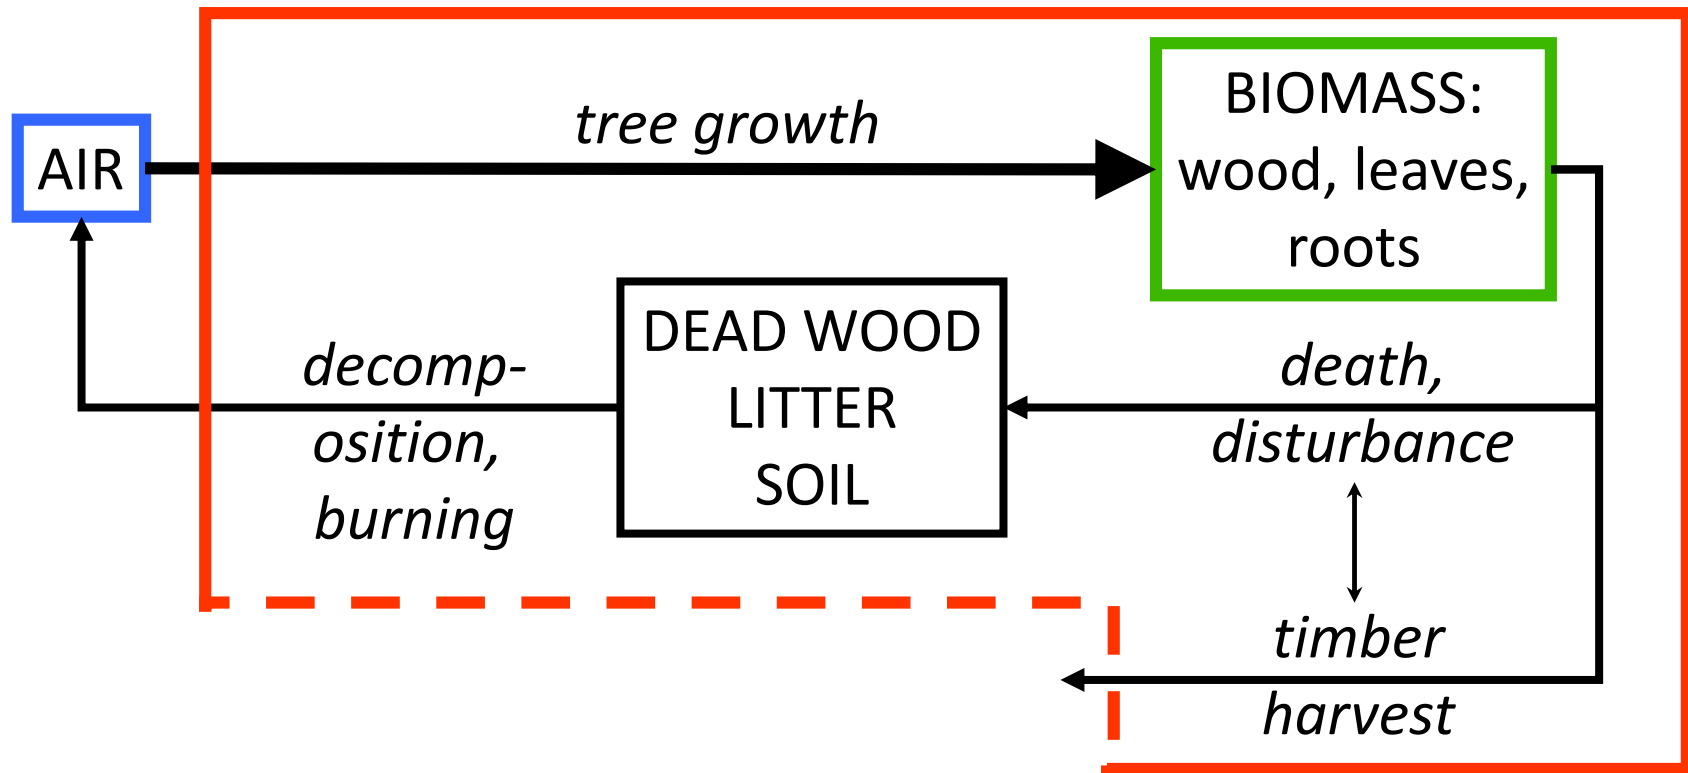 AIR
tree growth
BIOMASS:
wood, leaves,
roots
decomp-
osition,
burning
DEAD WOOD
LITTER
SOIL
death,
disturbance
timber
harvest